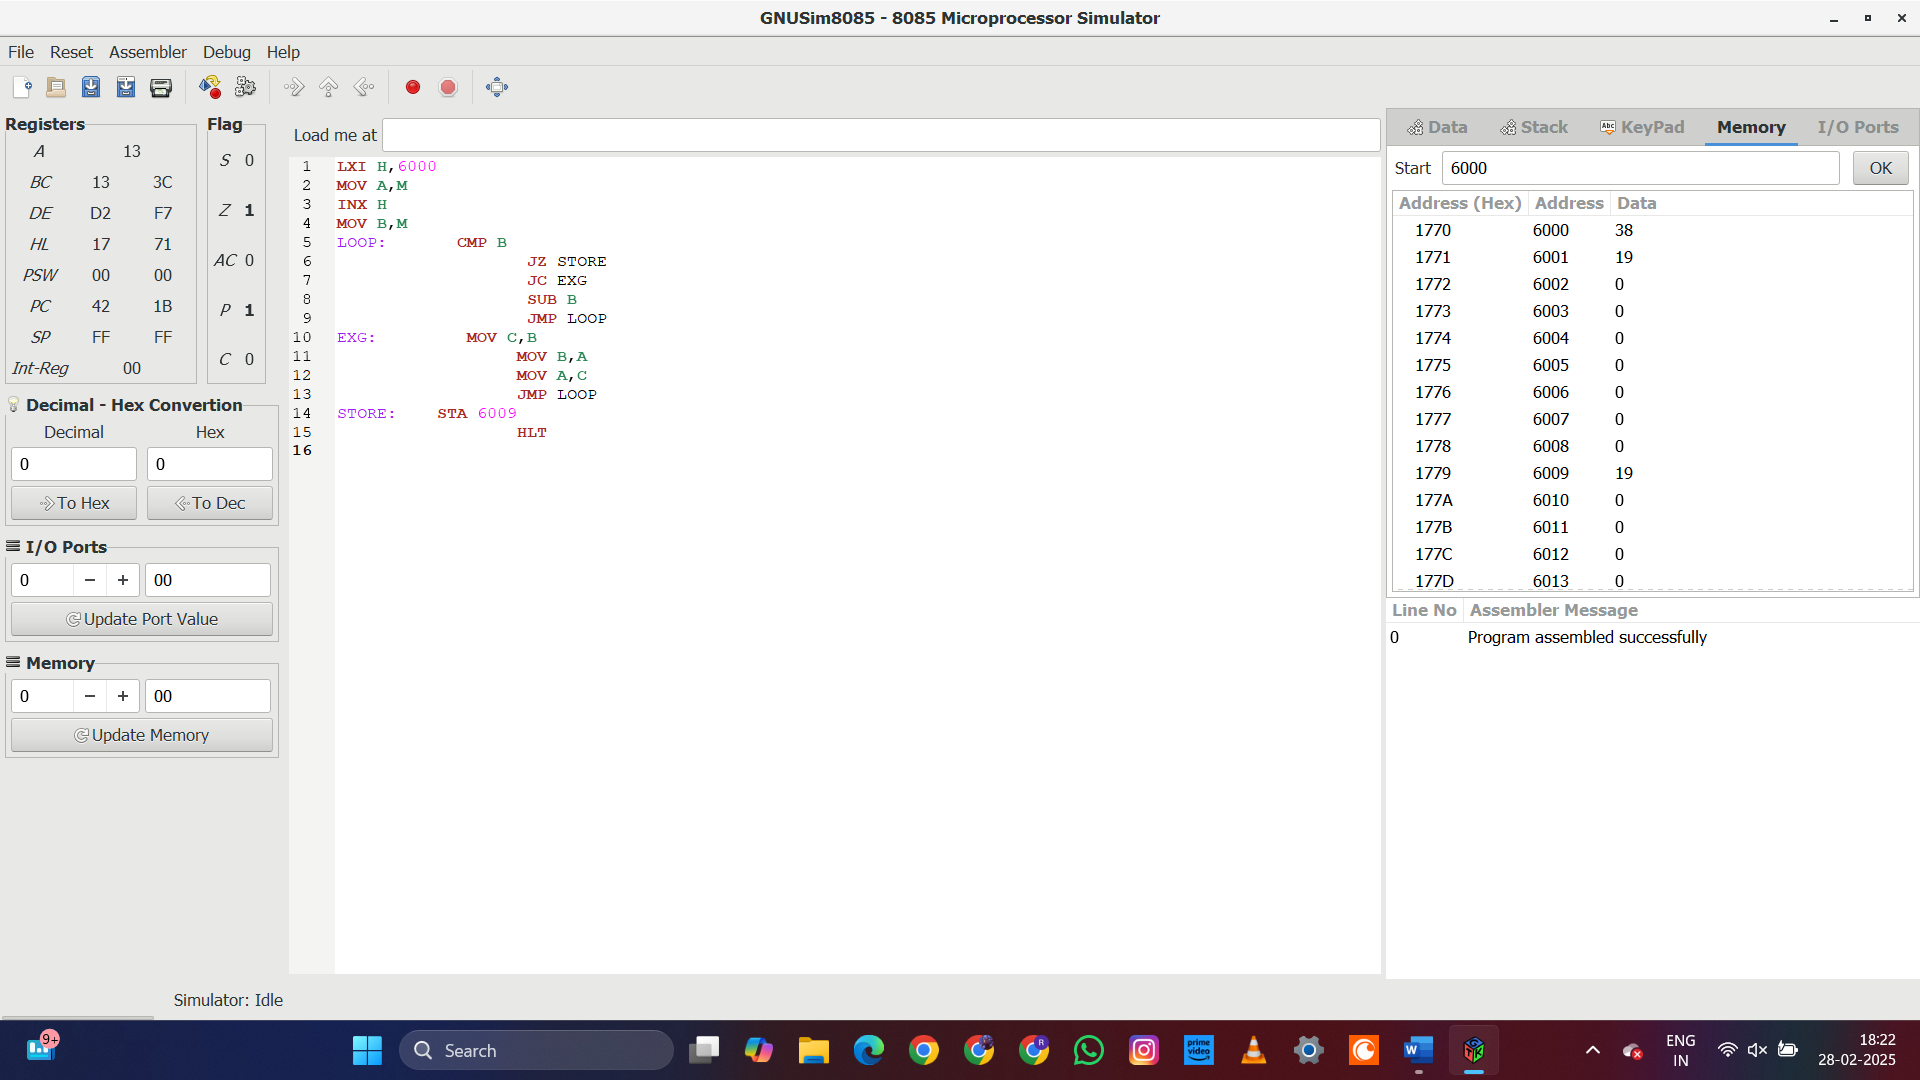 GNUSim8085 - 8085 Microprocessor Simulator
File Reset Assembler Debug Help
Registers
A 13
BC 13 3C
DE D2 F7
HL 17 71
PSW 00 00
PC 42 1B
SP FF FF
Int-Reg 00
Flag
S 0
Z 1
AC 0
P 1
C 0
Decimal - Hex Convertion
Decimal Hex
0 0
To Hex To Dec
I/O Ports
0 − + 00
Update Port Value
Memory
0 − + 00
Update Memory
Load me at
1 LXI H,6000
2 MOV A,M
3 INX H
4 MOV B,M
5 LOOP: CMP B
6 JZ STORE
7 JC EXG
8 SUB B
9 JMP LOOP
10 EXG: MOV C,B
11 MOV B,A
12 MOV A,C
13 JMP LOOP
14 STORE: STA 6009
15 HLT
16
Data Stack Abc KeyPad Memory I/O Ports
Start 6000 OK
Address (Hex) Address Data
1770 6000 38
1771 6001 19
1772 6002 0
1773 6003 0
1774 6004 0
1775 6005 0
1776 6006 0
1777 6007 0
1778 6008 0
1779 6009 19
177A 6010 0
177B 6011 0
177C 6012 0
177D 6013 0
Line No Assembler Message
0 Program assembled successfully
Simulator: Idle
9+
Search
R
prime video
W
ENG
IN
18:22
28-02-2025